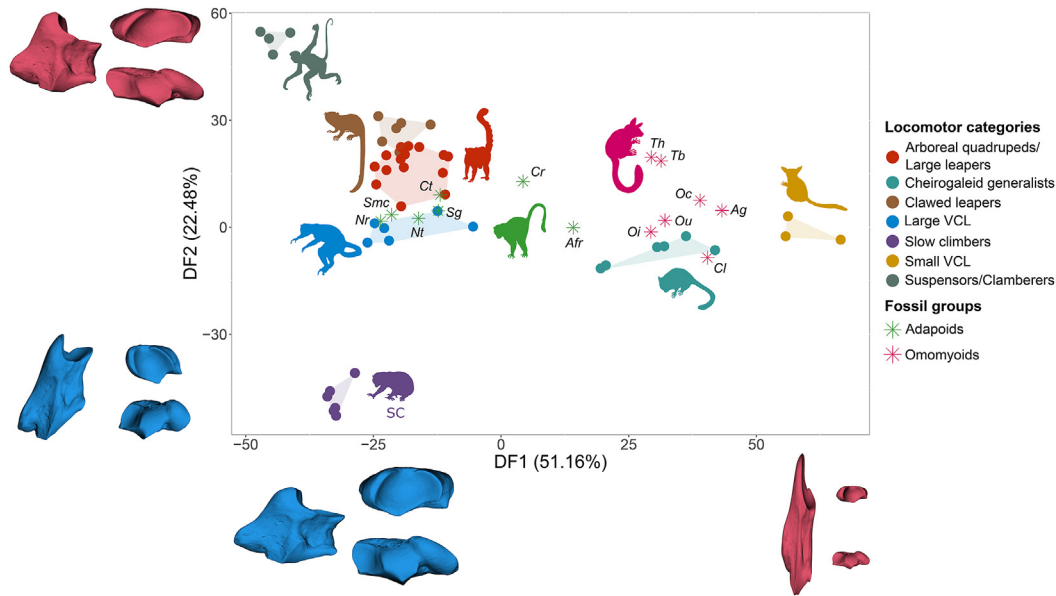 60
30
0
−30
DF2 (22.48%)
−50
−25
0
25
50
DF1 (51.16%)
Th
Tb
Cr
Ct
Smc
Oc
Ag
Nr
Sg
Nt
Ou
Oi
Afr
Cl
SC
Locomotor categories
Arboreal quadrupeds/
Large leapers
Cheirogaleid generalists
Clawed leapers
Large VCL
Slow climbers
Small VCL
Suspensors/Clamberers
Fossil groups
Adapoids
Omomyoids